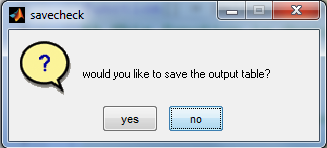 savecheck
?
would you like to save the output table?
yes no